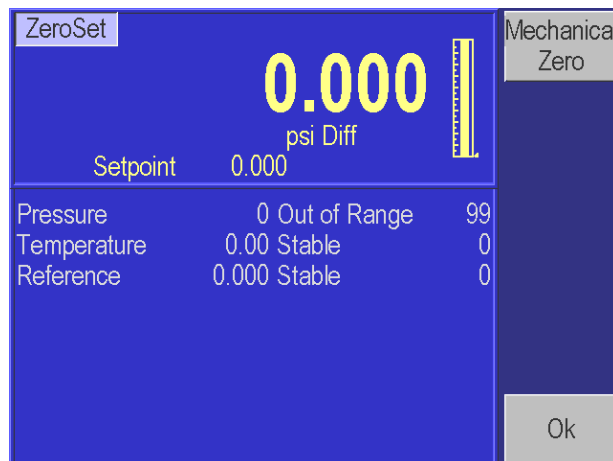 ZeroSet
Mechanica
Zero
0.000
psi Diff
Setpoint 0.000
Pressure 0 Out of Range 99
Temperature 0.00 Stable 0
Reference 0.000 Stable 0
Ok